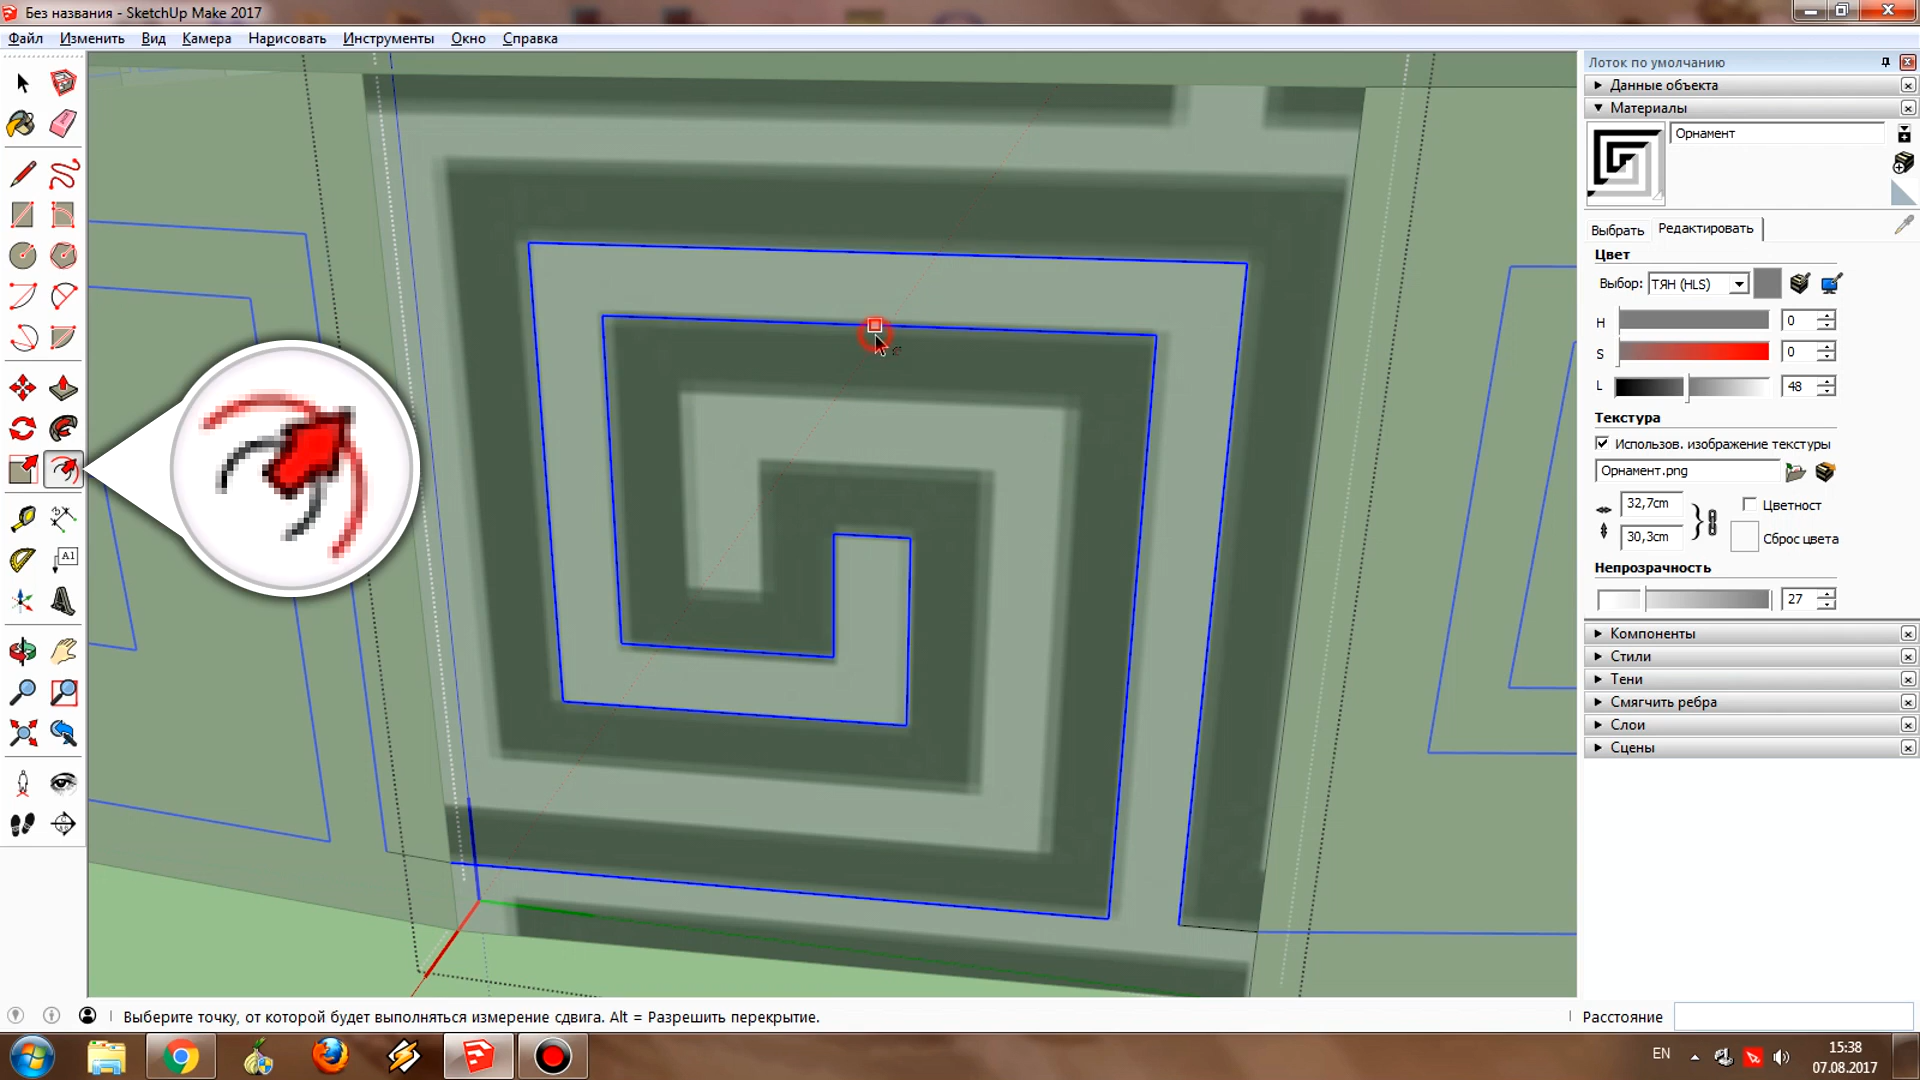 Без названия - SketchUp Make 2017
Файл Изменить Вид Камера Нарисовать Инструменты Окно Справка
Лоток по умолчанию
Данные объекта
Материалы
Орнамент
Выбрать Редактировать
Цвет
Выбор: ТЯН (HLS)
H 0
S 0
L 48
Текстура
Использов. изображение текстуры
Орнамент.png
32,7cm Цветност
30,3cm Сброс цвета
Непрозрачность
27
Компоненты
Стили
Тени
Смягчить ребра
Слои
Сцены
A1
Выберите точку, от которой будет выполняться измерение сдвига. Alt = Разрешить перекрытие.
Расстояние
EN
15:38
07.08.2017